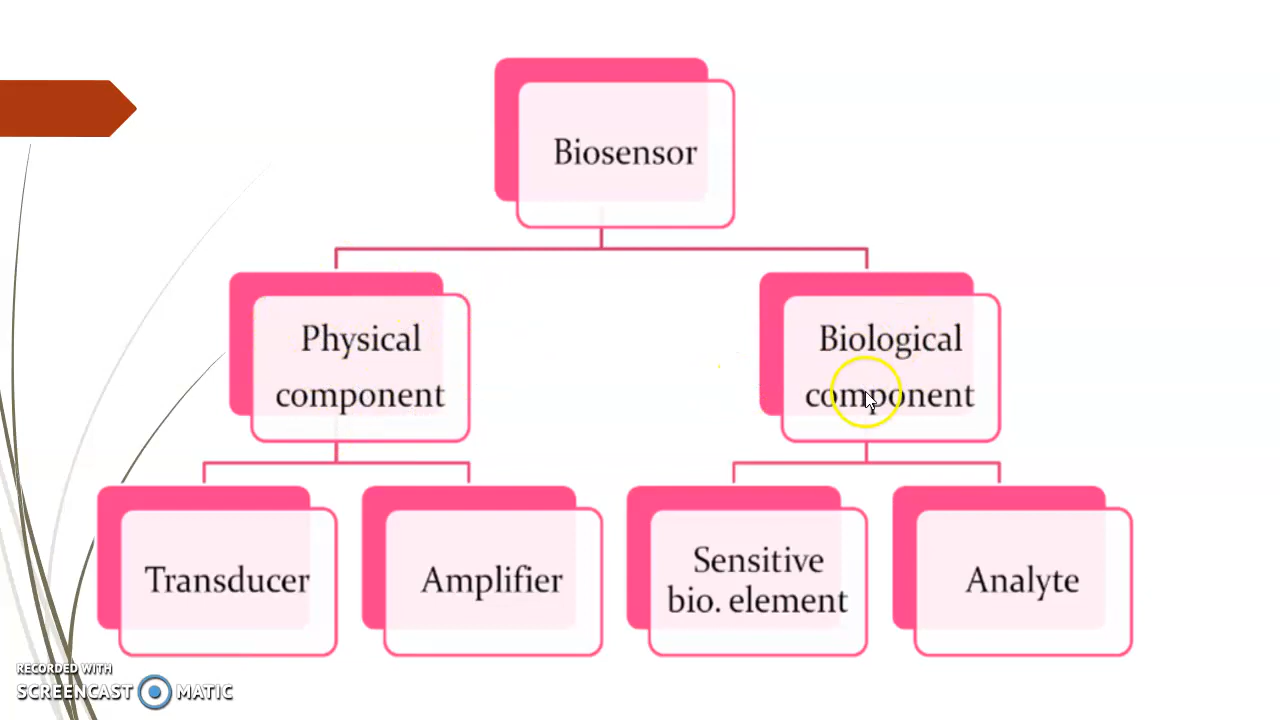 Biosensor
Physical
component
Biological
component
Transducer
Amplifier
Sensitive
bio. element
Analyte
RECORDED WITH
SCREENCAST MATIC